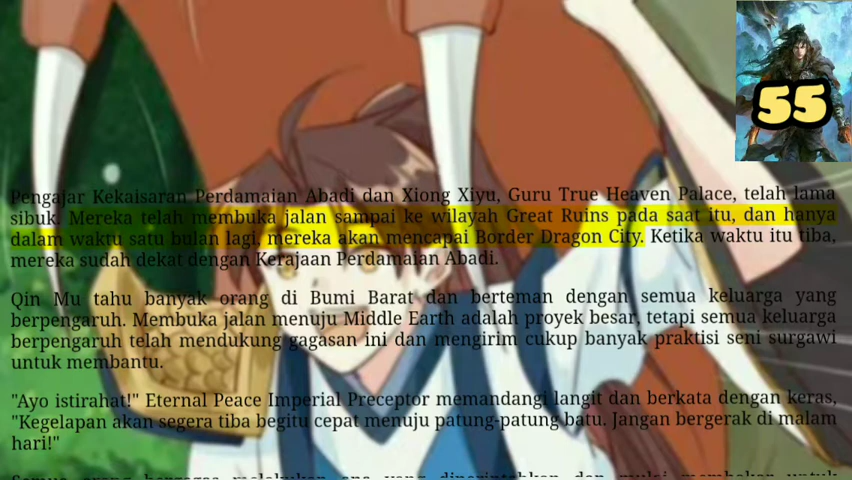 55
Pengajar Kekaisaran Perdamaian Abadi dan Xiong Xiyu, Guru True Heaven Palace, telah lama
sibuk. Mereka telah membuka jalan sampai ke wilayah Great Ruins pada saat itu, dan hanya
dalam waktu satu bulan lagi, mereka akan mencapai Border Dragon City. Ketika waktu itu tiba,
mereka sudah dekat dengan Kerajaan Perdamaian Abadi.
Qin Mu tahu banyak orang di Bumi Barat dan berteman dengan semua keluarga yang
berpengaruh. Membuka jalan menuju Middle Earth adalah proyek besar, tetapi semua keluarga
berpengaruh telah mendukung gagasan ini dan mengirim cukup banyak praktisi seni surgawi
untuk membantu.
"Ayo istirahat!" Eternal Peace Imperial Preceptor memandangi langit dan berkata dengan keras,
"Kegelapan akan segera tiba begitu cepat menuju patung-patung batu. Jangan bergerak di malam
hari!"